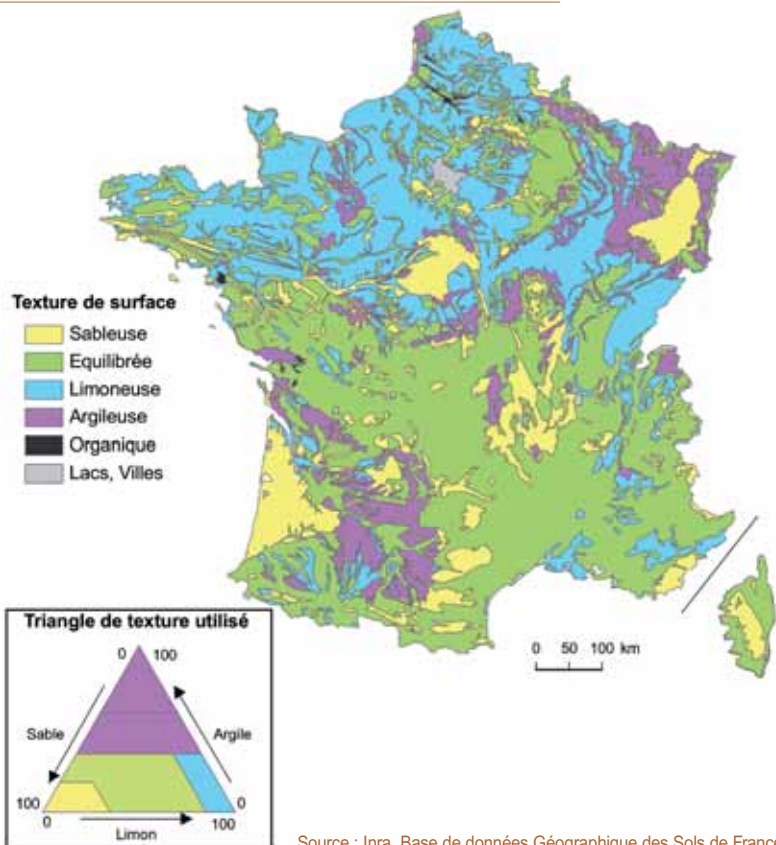 Texture de surface
Sableuse
Equilibrée
Limoneuse
Argileuse
Organique
Lacs, Villes
0 50 100 km
Triangle de texture utilisé
0 100
Sable
Argile
100
0
0
100
Limon
Source : Inra, Base de données Géographique des Sols de France